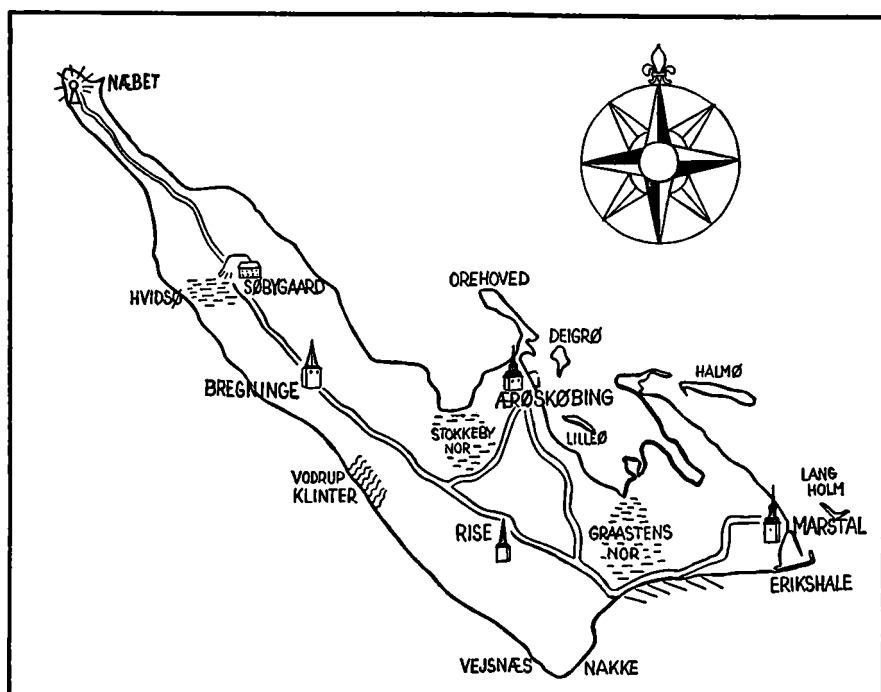 NÆBET
HVIDSØ
SØBYGAARD
OREHOVED
DEIGRØ
BREGNINGE
ÆRØSKØBING
HALMØ
STOKKEBY
NOR
LILLEØ
VODRUP
KLINTER
LANG
HOLM
RISE
GRAASTENS
NOR
MARSTAL
ERIKSHALE
VEJSNÆS NAKKE